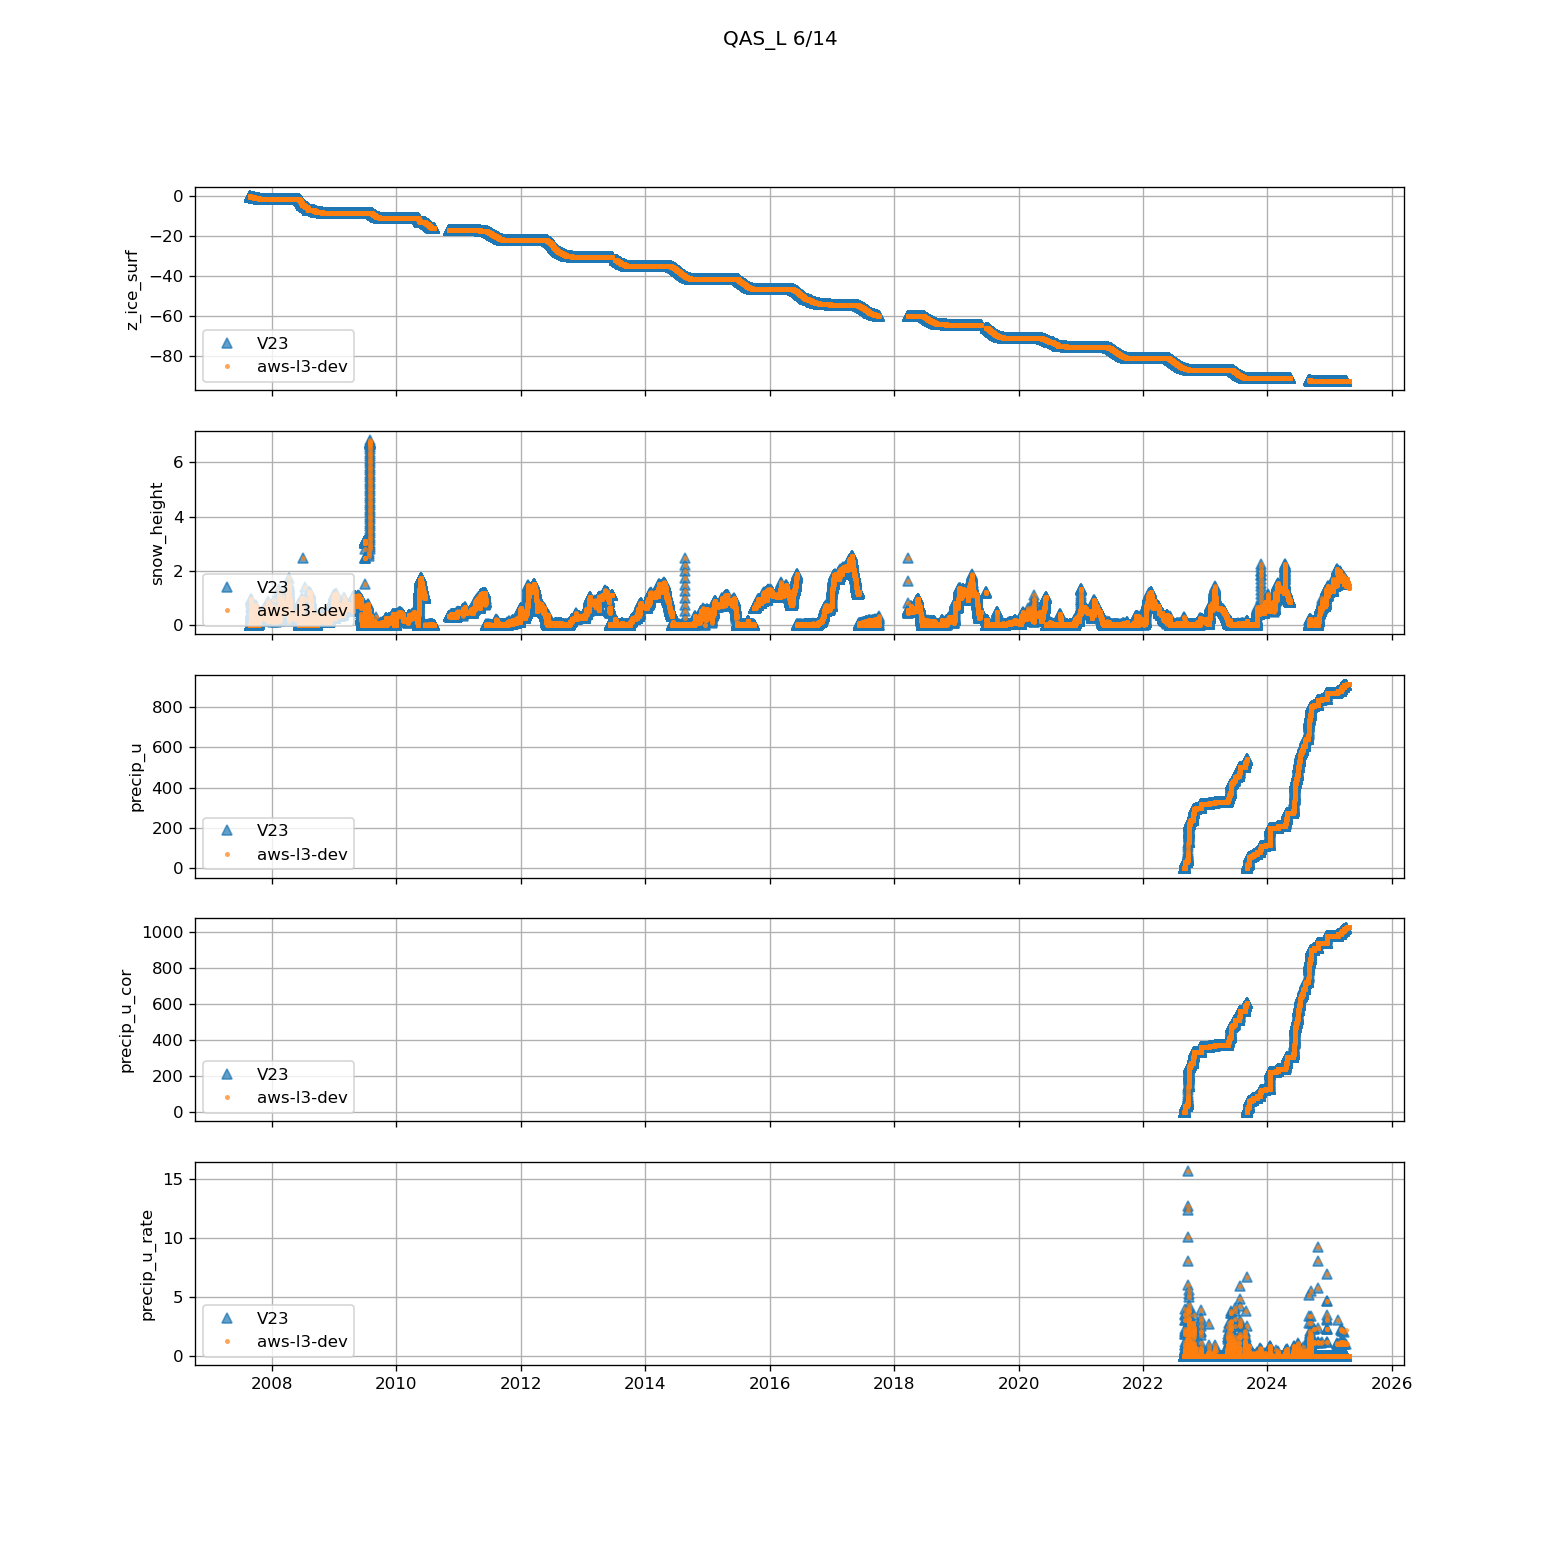 QAS_L 6/14
z_ice_surf
0
−20
−40
−60
−80
V23
aws-l3-dev
snow_height
6
4
2
0
V23
aws-l3-dev
precip_u
800
600
400
200
0
V23
aws-l3-dev
precip_u_cor
1000
800
600
400
200
0
V23
aws-l3-dev
precip_u_rate
15
10
5
0
V23
aws-l3-dev
2008 2010 2012 2014 2016 2018 2020 2022 2024 2026